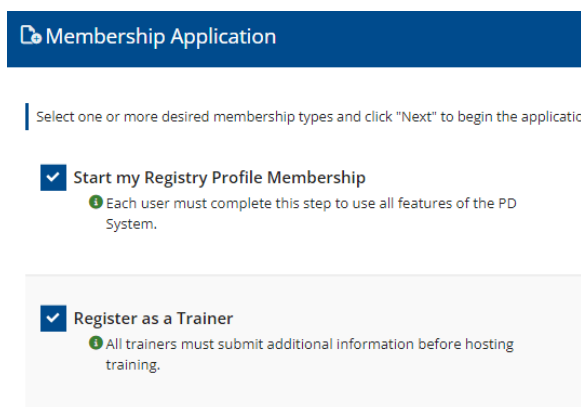 Membership Application
Select one or more desired membership types and click "Next" to begin the
Start my Registry Profile Membership
Each user must complete this step to use all features of the PD
System.
Register as a Trainer
All trainers must submit additional information before hosting
training.